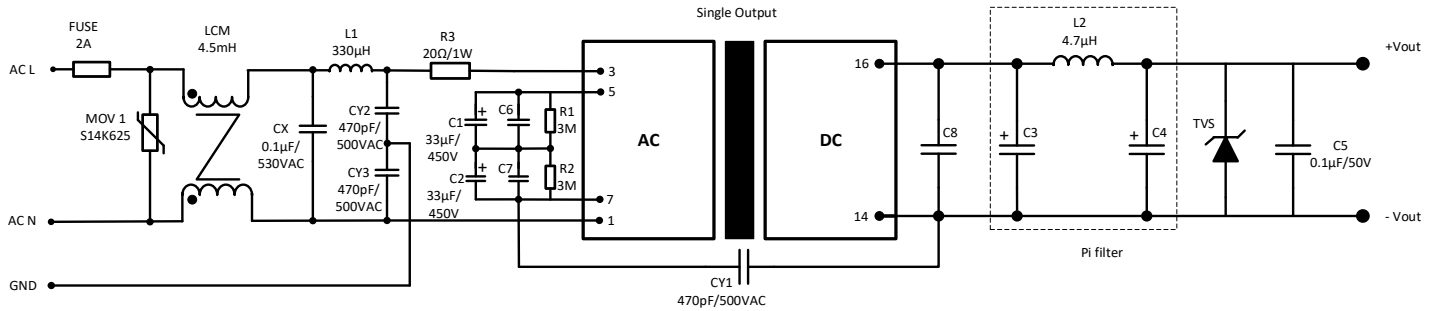 Single Output
FUSE
2A
LCM
4.5mH
L1
330µH
R3
20Ω/1W
L2
4.7µH
AC L
3
16
+Vout
5
MOV 1
S14K625
CX
0.1µF/
530VAC
CY2
470pF/
500VAC
CY3
470pF/
500VAC
+
C1
33µF/
450V
C6
R1
3M
+
C2
33µF/
450V
C7
R2
3M
AC
DC
C8
+
C3
+
C4
TVS
C5
0.1µF/50V
7
AC N
1
14
- Vout
Pi filter
GND
CY1
470pF/500VAC